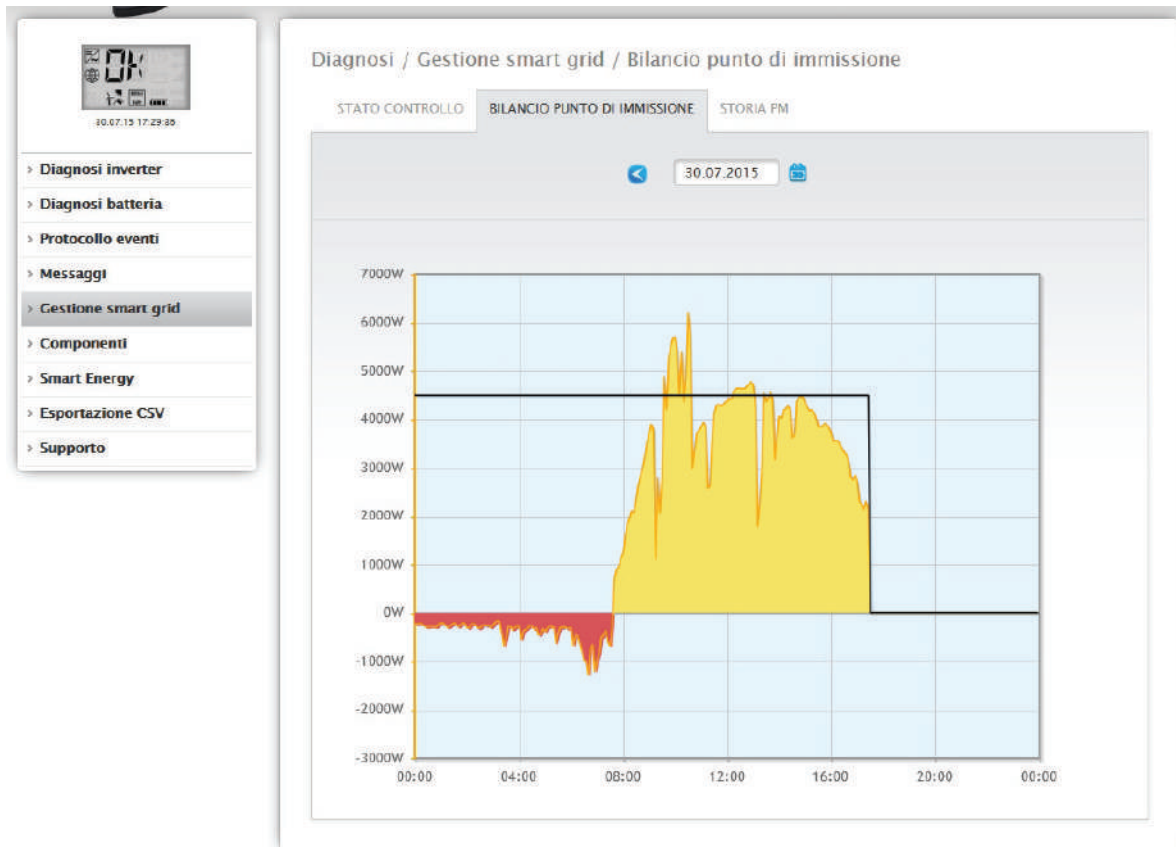 OK
30.07.15 17:29:86
Diagnosi inverter
Diagnosi batteria
Protocollo eventi
Messaggi
Gestione smart grid
Componenti
Smart Energy
Esportazione CSV
Supporto
Diagnosi / Gestione smart grid / Bilancio punto di immissione
STATO CONTROLLO BILANCIO PUNTO DI IMMISSIONE STORIA PM
30.07.2015
7000W
6000W
5000W
4000W
3000W
2000W
1000W
0W
-1000W
-2000W
-3000W
00:00 04:00 08:00 12:00 16:00 20:00 00:00